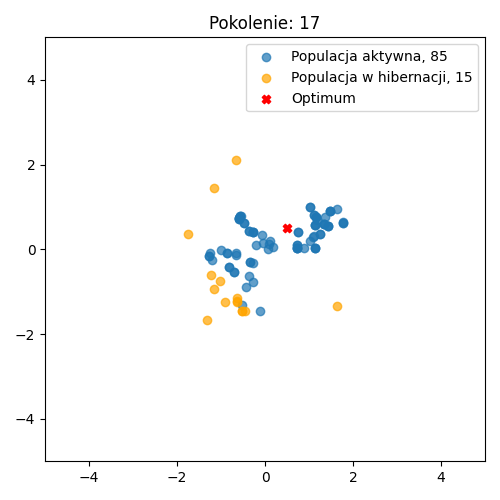 Pokolenie: 17
Populacja aktywna, 85
Populacja w hibernacji, 15
Optimum
4
2
0
−2
−4
−4 −2 0 2 4